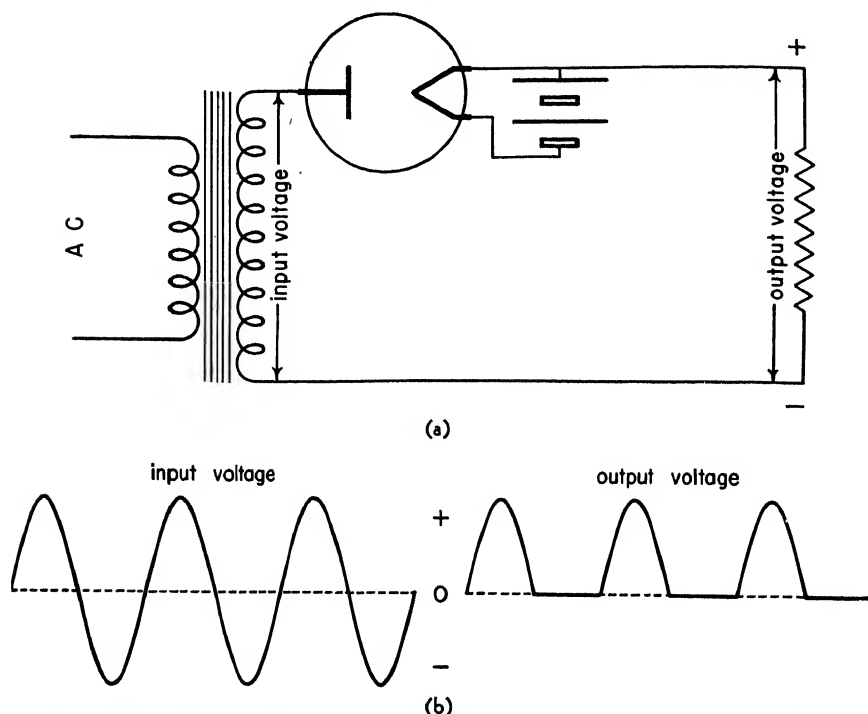 +
A C
input voltage
output voltage
−
(a)
input voltage
output voltage
+
0
−
(b)